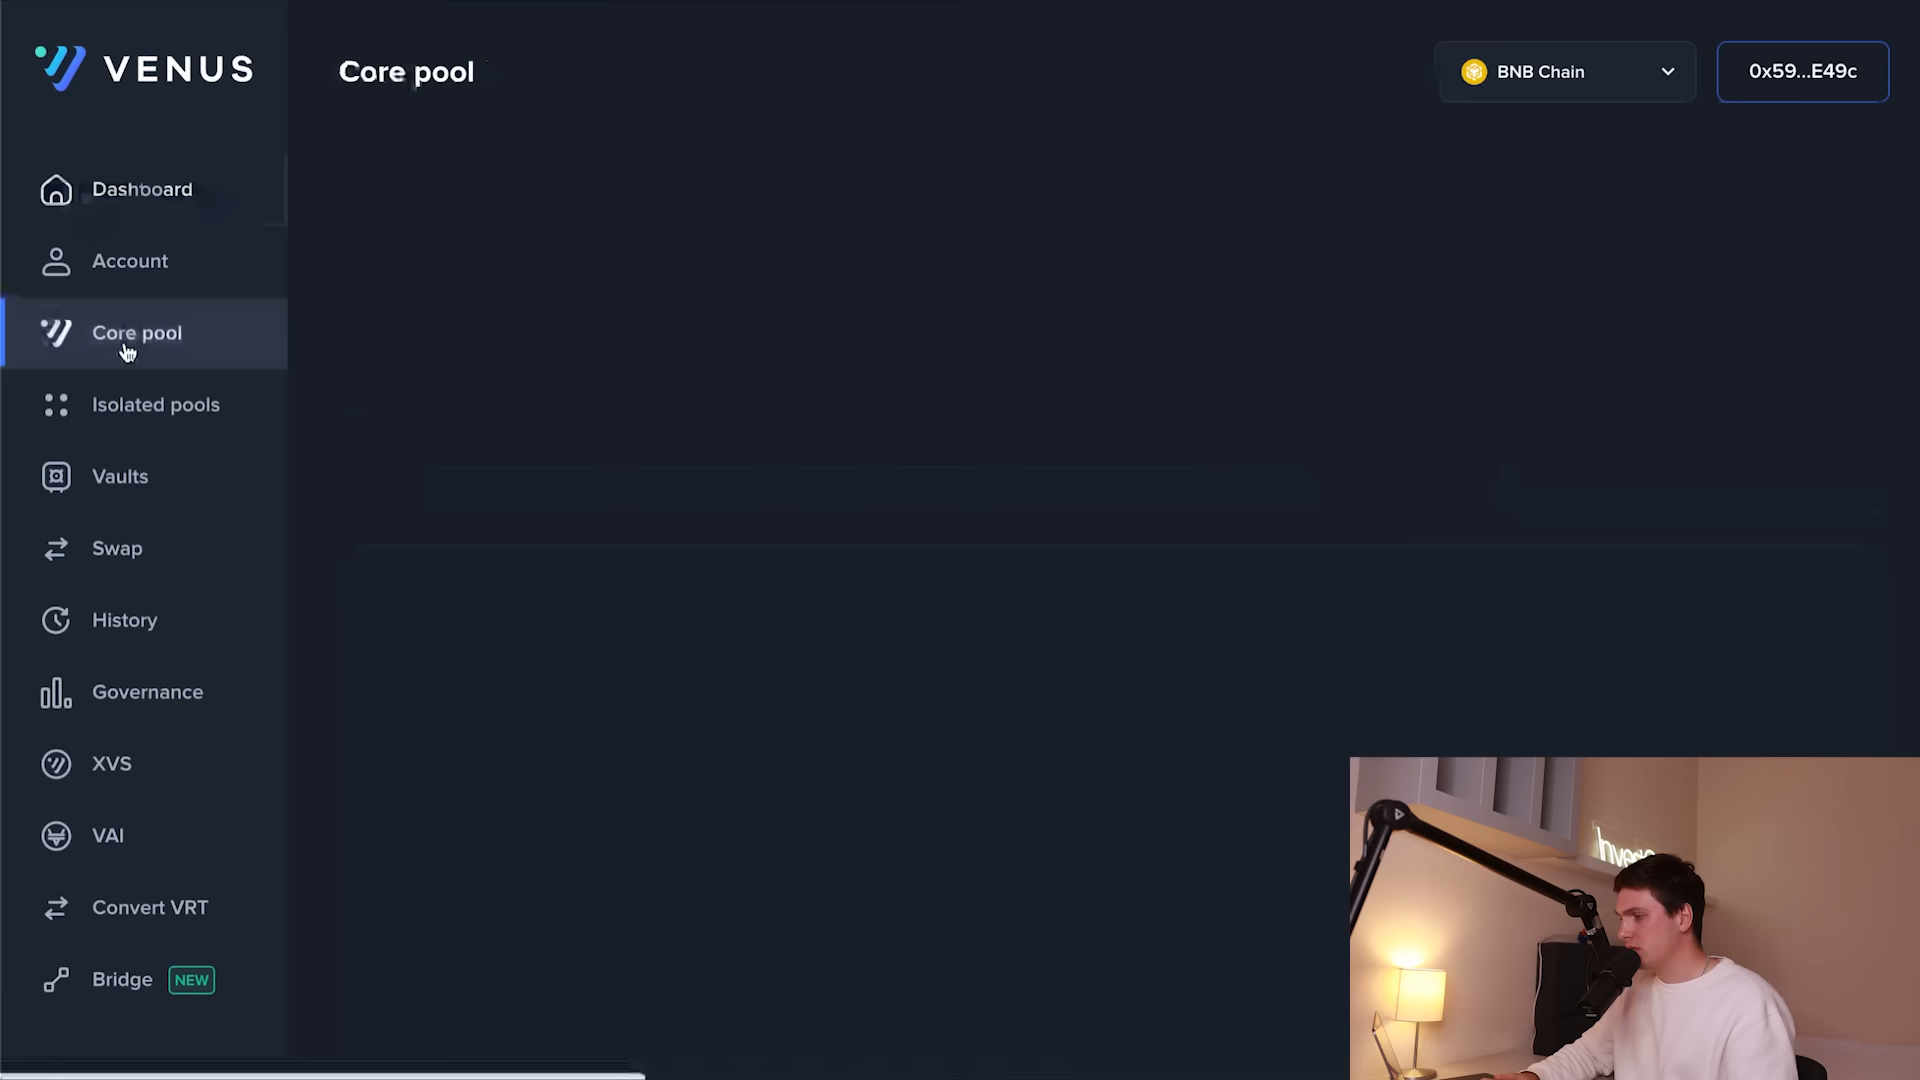 VENUS
Core pool
BNB Chain
0x59...E49c
Dashboard
Account
Core pool
Isolated pools
Vaults
Swap
History
Governance
XVS
VAI
Convert VRT
Bridge NEW